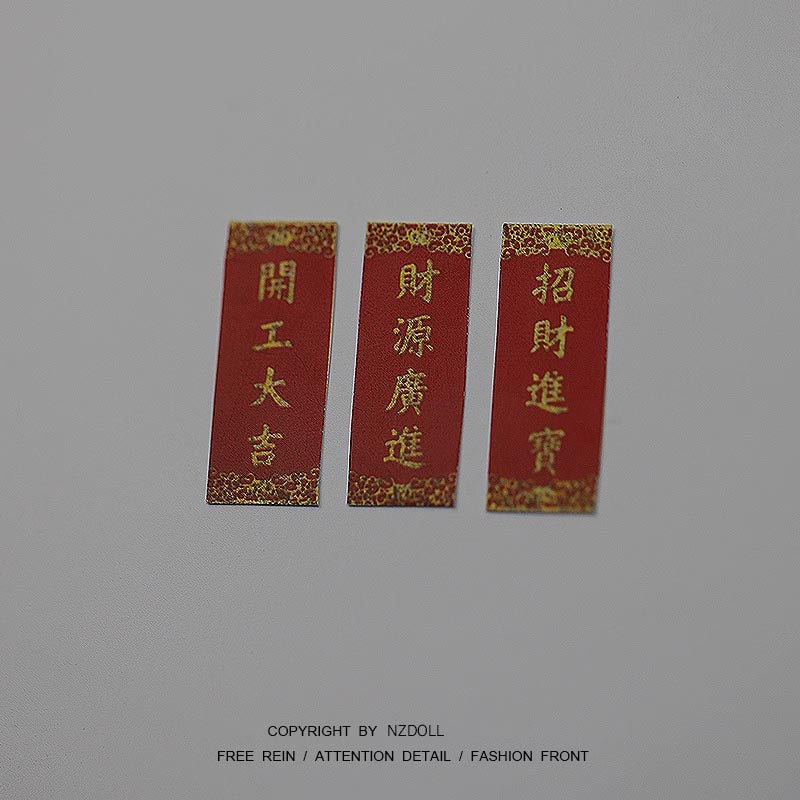 開工大吉
財源廣進
招財進寶
COPYRIGHT BY NZDOLL
FREE REIN / ATTENTION DETAIL / FASHION FRONT